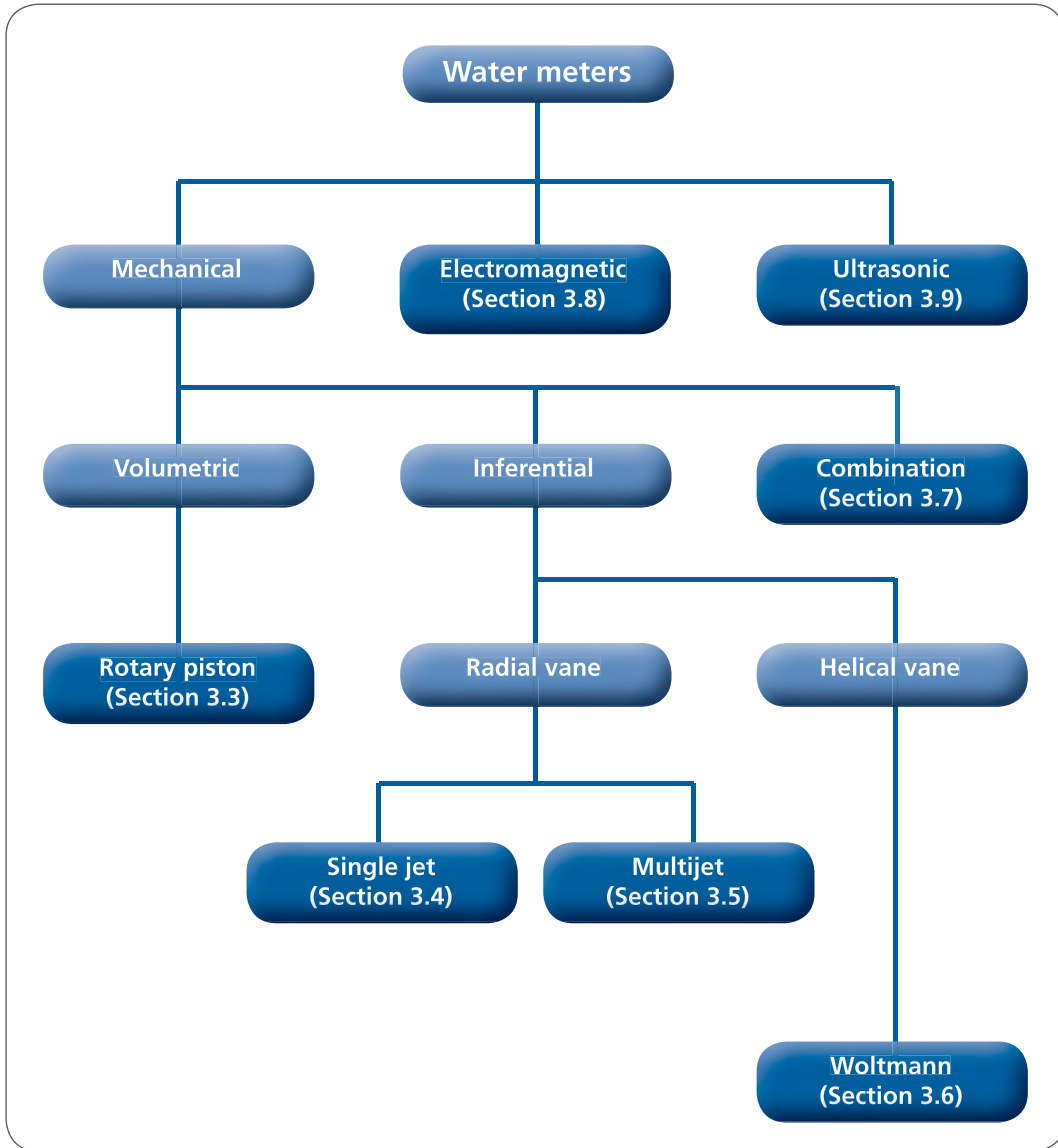 Water meters
Mechanical
Electromagnetic
(Section 3.8)
Ultrasonic
(Section 3.9)
Volumetric
Inferential
Combination
(Section 3.7)
Rotary piston
(Section 3.3)
Radial vane
Helical vane
Single jet
(Section 3.4)
Multijet
(Section 3.5)
Woltmann
(Section 3.6)